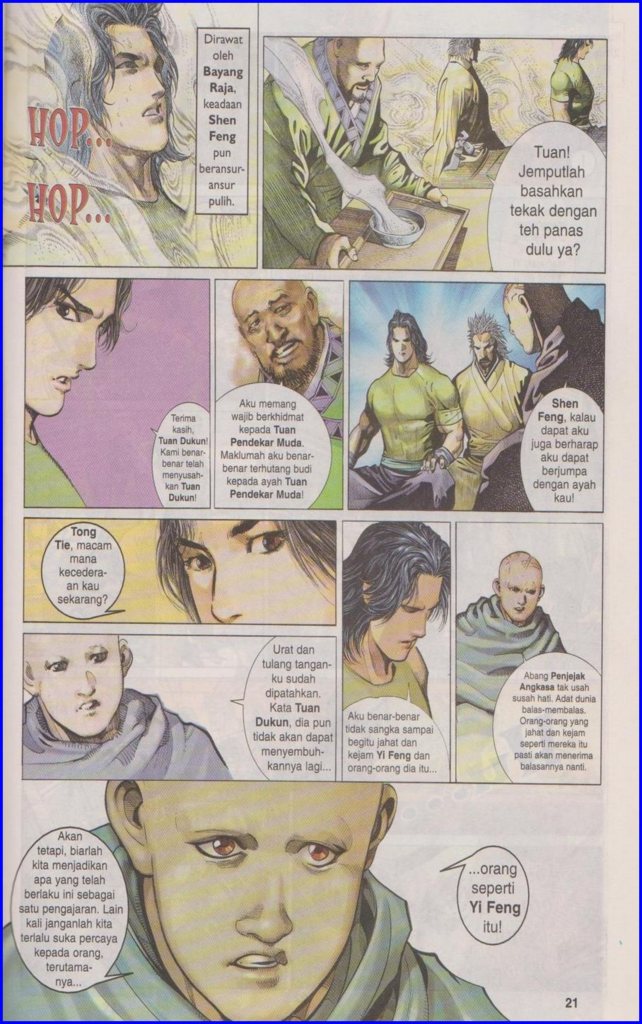 HOP...
HOP...
Dirawat
oleh
Bayang
Raja,
keadaan
Shen
Feng
pun
beransur-
ansur
pulih.
Tuan!
Jemputlah
basahkan
tekak dengan
teh panas
dulu ya?
Terima
kasih,
Tuan Dukun!
Kami benar-
benar telah
menyusah-
kan Tuan
Dukun!
Aku memang
wajib berkhidmat
kepada Tuan
Pendekar Muda.
Maklumah aku benar-
benar terhutang budi
kepada ayah Tuan
Pendekar Muda!
Shen
Feng, kalau
dapat aku
juga berharap
aku dapat
berjumpa
dengan ayah
kau!
Tong
Tie, macam
mana
kecedera-
an kau
sekarang?
Urat dan
tulang tangan-
ku sudah
dipatahkan.
Kata Tuan
Dukun, dia pun
tidak akan dapat
menyembuh-
kannya lagi...
Aku benar-benar
tidak sangka sampai
begitu jahat dan
kejam Yi Feng dan
orang-orang dia itu...
Abang Penjejak
Angkasa tak usah
susah hati. Adat dunia
balas-membalas.
Orang-orang yang
jahat dan kejam
seperti mereka itu
pasti akan menerima
balasannya nanti.
Akan
tetapi, biarlah
kita menjadikan
apa yang telah
berlaku ini sebagai
satu pengajaran. Lain
kali janganlah kita
terlalu suka percaya
kepada orang,
terutama-
nya...
...orang
seperti
Yi Feng
itu!
21